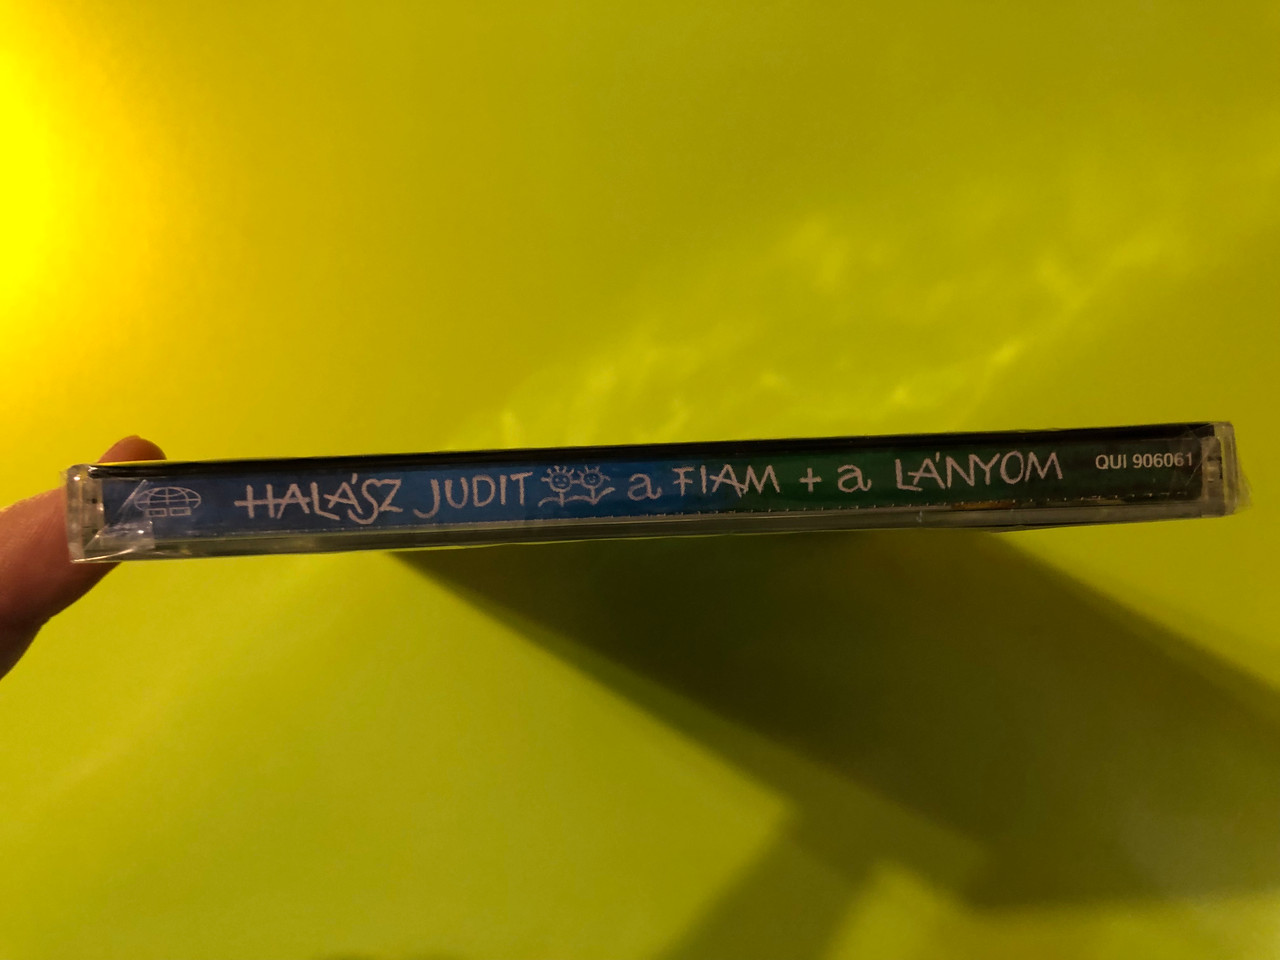 HALÁSZ JUDIT a FIAM + a LÁNYOM QUI 906061